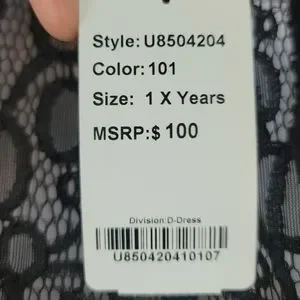 Style: U8504204
Color: 101
Size: 1 X Years
MSRP:$ 100
Division:D-Dress
U850420410107